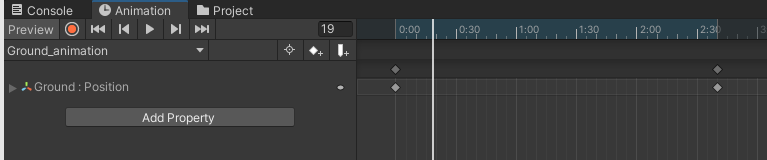 Console Animation Project
Preview 19 0:00 0:30 1:00 1:30 2:00 2:30
Ground_animation
Ground : Position
Add Property